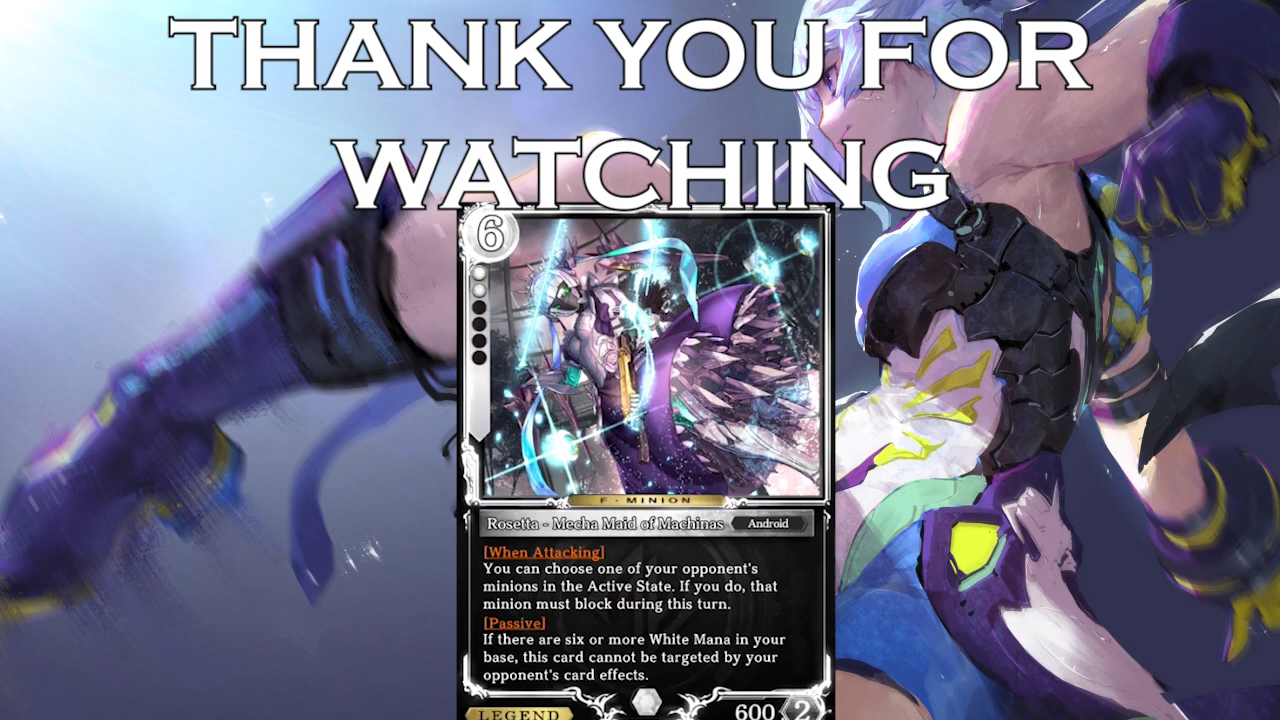 THANK YOU FOR
WATCHING
6
F · MINION
Rosetta - Mecha Maid of Machinas
Android
[When Attacking]
You can choose one of your opponent's
minions in the Active State. If you do, that
minion must block during this turn.
[Passive]
If there are six or more White Mana in your
base, this card cannot be targeted by your
opponent's card effects.
LEGEND
600
2